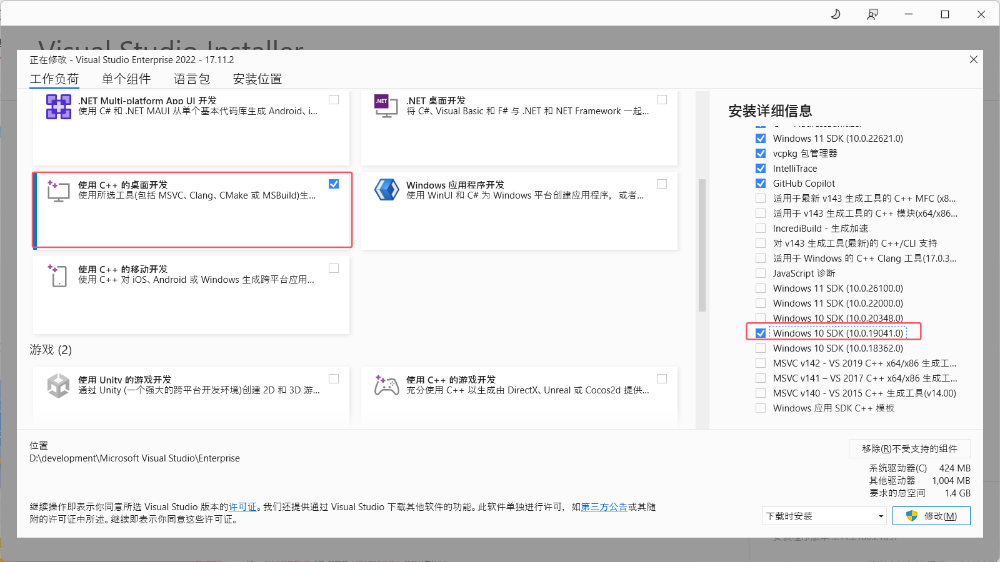 Visual Studio Installer
正在修改 - Visual Studio Enterprise 2022 - 17.11.2
工作负荷 单个组件 语言包 安装位置
.NET Multi-platform App UI 开发
使用 C# 和 .NET MAUI 从单个基本代码库生成 Android、i...
.NET
.NET 桌面开发
将 C#、Visual Basic 和 F# 与 .NET 和 NET Framework 一起...
使用 C++ 的桌面开发
使用所选工具(包括 MSVC、Clang、CMake 或 MSBuild)生...
Windows 应用程序开发
使用 WinUI 和 C# 为 Windows 平台创建应用程序，或者...
使用 C++ 的移动开发
使用 C++ 对 iOS、Android 或 Windows 生成跨平台应用...
游戏 (2)
使用 Unity 的游戏开发
通过 Unity (一个强大的跨平台开发环境)创建 2D 和 3D 游...
使用 C++ 的游戏开发
充分使用 C++ 以生成由 DirectX、Unreal 或 Cocos2d 提供...
安装详细信息
Windows 11 SDK (10.0.22621.0)
vcpkg 包管理器
IntelliTrace
GitHub Copilot
适用于最新 v143 生成工具的 C++ MFC (x8...
适用于 v143 生成工具的 C++ 模块(x64/x86...
IncrediBuild - 生成加速
对 v143 生成工具(最新)的 C++/CLI 支持
适用于 Windows 的 C++ Clang 工具(17.0.3...
JavaScript 诊断
Windows 11 SDK (10.0.26100.0)
Windows 11 SDK (10.0.22000.0)
Windows 10 SDK (10.0.20348.0)
Windows 10 SDK (10.0.19041.0)
Windows 10 SDK (10.0.18362.0)
MSVC v142 - VS 2019 C++ x64/x86 生成工...
MSVC v141 – VS 2017 C++ x64/x86 生成工...
MSVC v140 - VS 2015 C++ 生成工具(v14.00)
Windows 应用 SDK C++ 模板
位置
D:\development\Microsoft Visual Studio\Enterprise
移除(R)不受支持的组件
系统驱动器(C) 424 MB
其他驱动器 1,004 MB
要求的总空间 1.4 GB
继续操作即表示你同意所选 Visual Studio 版本的许可证。我们还提供通过 Visual Studio 下载其他软件的功能。此软件单独进行许可，如第三方公告或其随
附的许可证中所述。继续即表示你同意这些许可证。
下载时安装
修改(M)